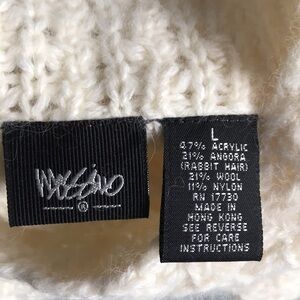 Mossimo
®
L
47% ACRYLIC
21% ANGORA
(RABBIT HAIR)
21% WOOL
11% NYLON
RN 17730
MADE IN
HONG KONG
SEE REVERSE
FOR CARE
INSTRUCTIONS